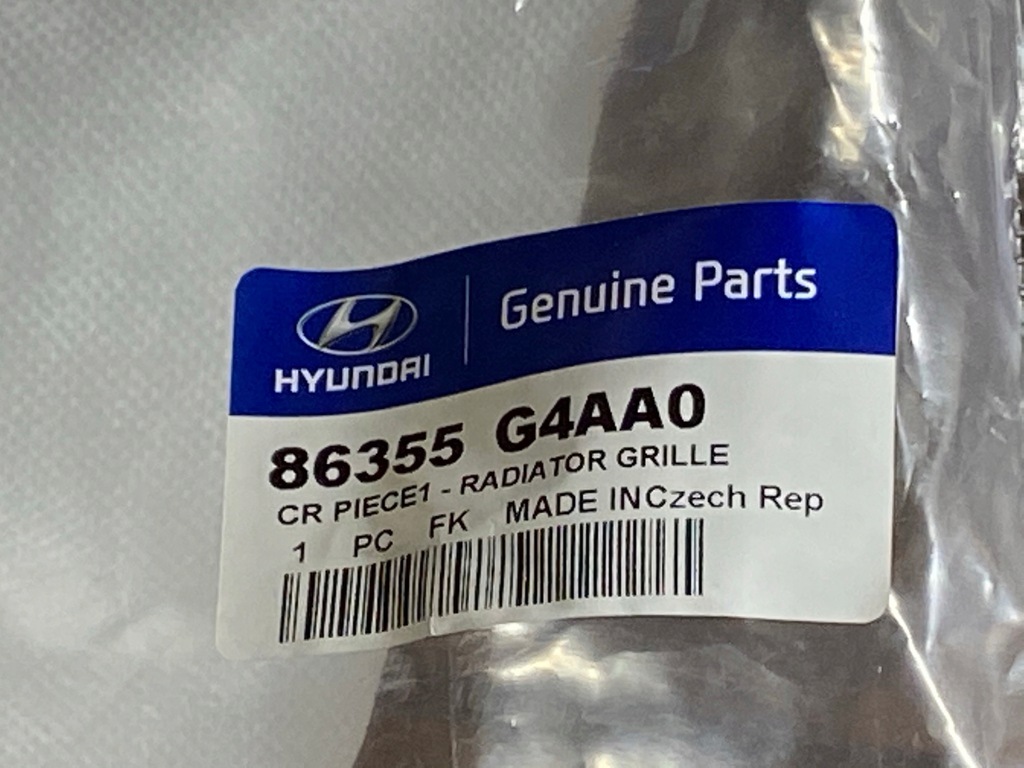 HYUNDAI
Genuine Parts
86355 G4AA0
CR PIECE1 - RADIATOR GRILLE
1 PC FK MADE INCzech Rep